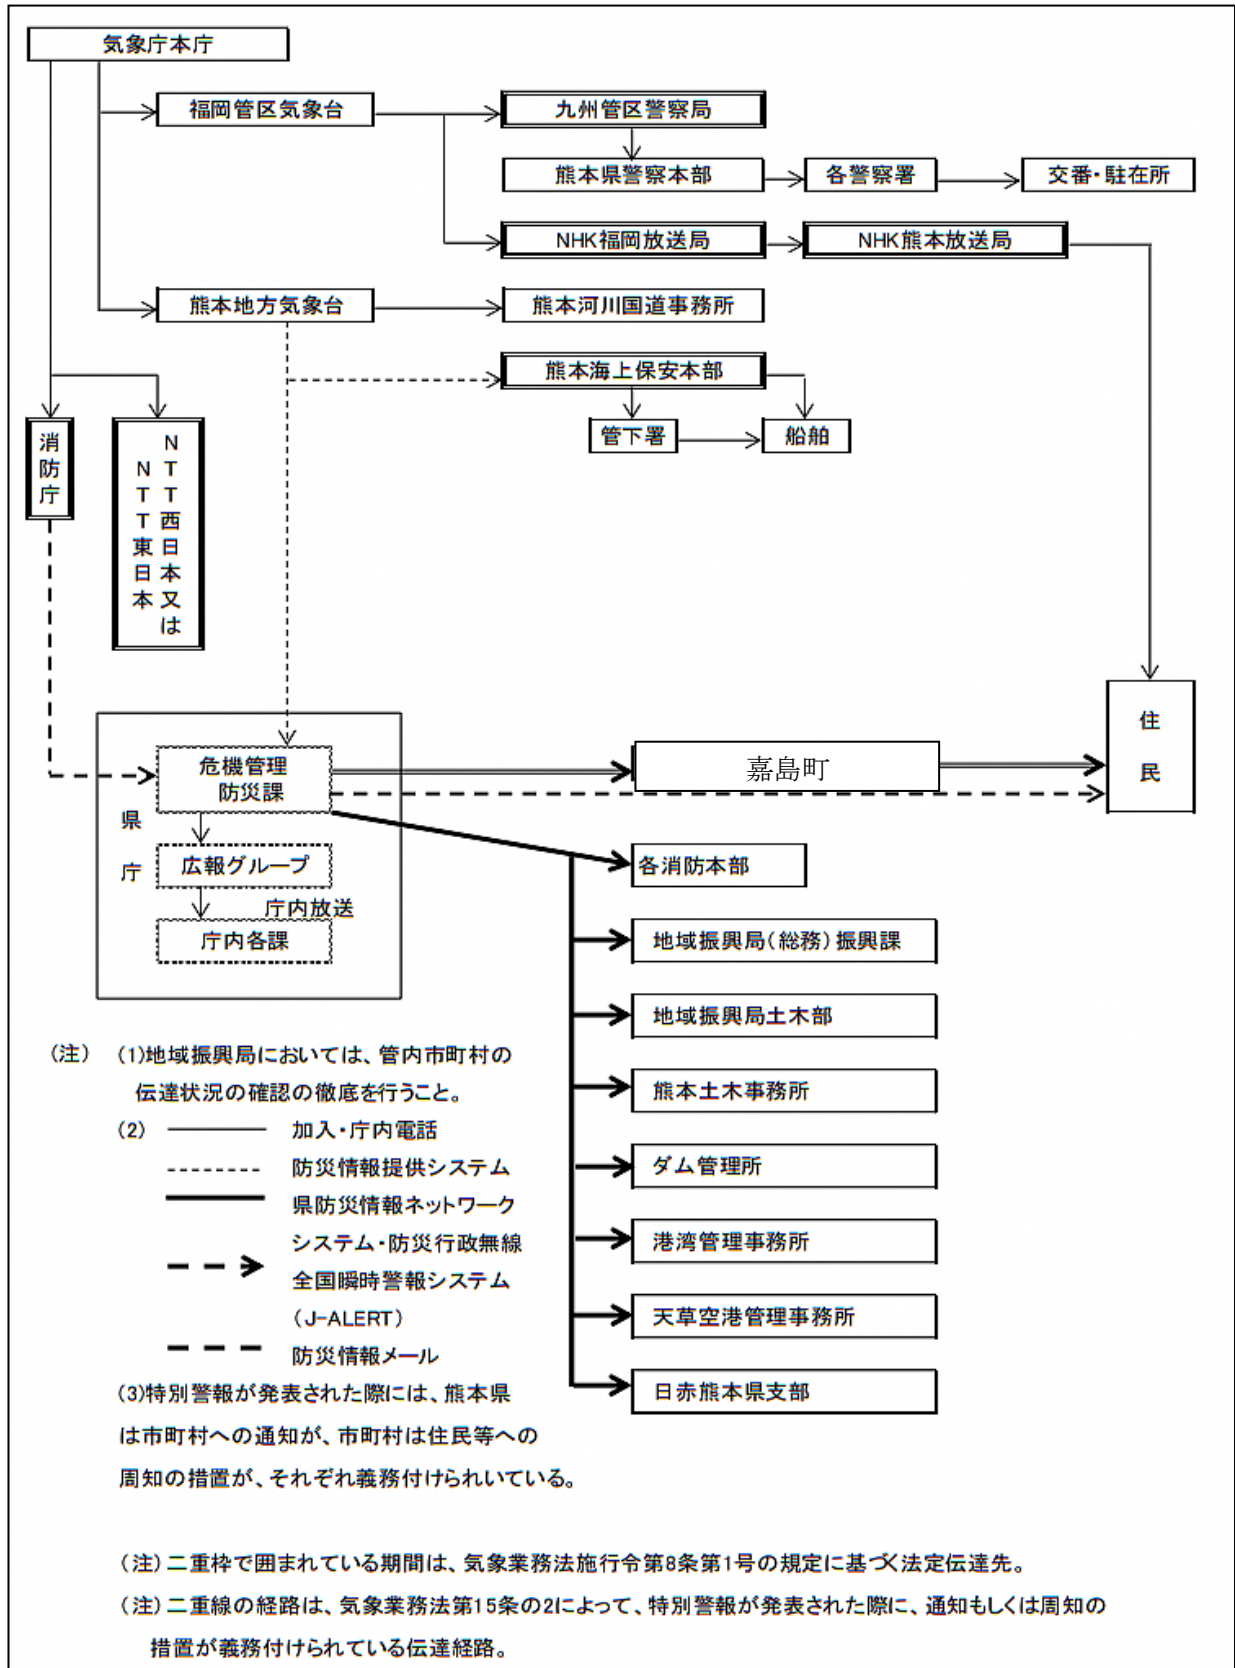 気象庁本庁
福岡管区気象台
九州管区警察局
熊本県警察本部
各警察署
交番・駐在所
NHK福岡放送局
NHK熊本放送局
熊本地方気象台
熊本河川国道事務所
熊本海上保安本部
管下署
船舶
消防庁
NTT西日本又は
NTT東日本
住民
県庁
危機管理
防災課
嘉島町
広報グループ
庁内放送
庁内各課
各消防本部
地域振興局(総務)振興課
地域振興局土木部
熊本土木事務所
ダム管理所
港湾管理事務所
天草空港管理事務所
日赤熊本県支部
(注) (1)地域振興局においては、管内市町村の
伝達状況の確認の徹底を行うこと。
(2) 加入・庁内電話
防災情報提供システム
県防災情報ネットワーク
システム・防災行政無線
全国瞬時警報システム
(J-ALERT)
防災情報メール
(3)特別警報が発表された際には、熊本県
は市町村への通知が、市町村は住民等への
周知の措置が、それぞれ義務付けられいている。
(注)二重枠で囲まれている期間は、気象業務法施行令第8条第1号の規定に基づく法定伝達先。
(注)二重線の経路は、気象業務法第15条の2によって、特別警報が発表された際に、通知もしくは周知の
措置が義務付けられている伝達経路。